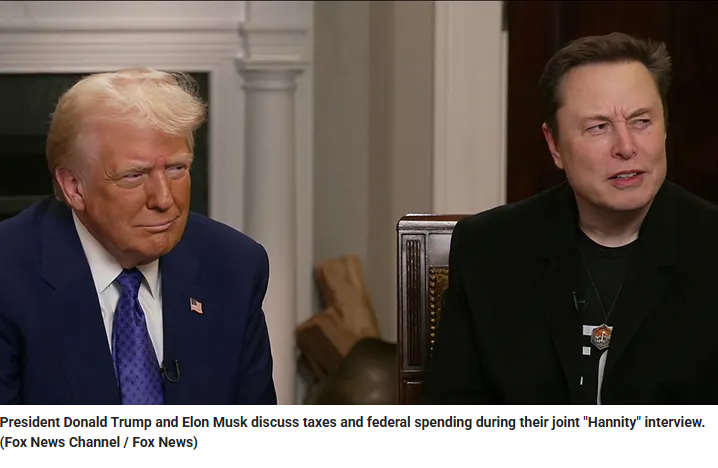 President Donald Trump and Elon Musk discuss taxes and federal spending during their joint "Hannity" interview.
(Fox News Channel / Fox News)